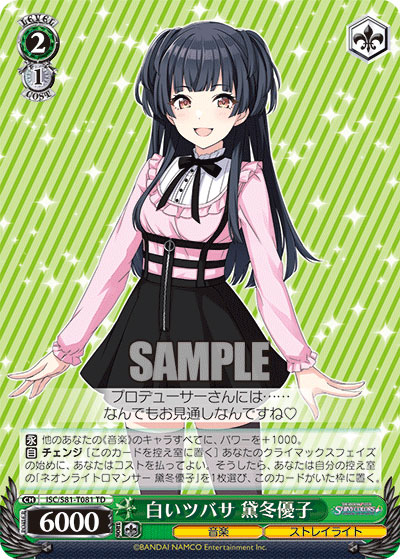 LEVEL
2
1
COST
SAMPLE
プロデューサーさんには……
なんでもお見通しなんですね♡
永 他のあなたの《音楽》のキャラすべてに、パワーを+1000。
自 チェンジ [このカードを控え室に置く] あなたのクライマックスフェイズ
の始めに、あなたはコストを払ってよい。そうしたら、あなたは自分の控え室
の「ネオンライトロマンサー 黛冬優子」を1枚選び、このカードがいた枠に置く。
CH
ISC/S81-T081 TD
6000
白いツバサ 黛冬優子
SHINY COLORS
音楽
ストレイライト
©BANDAI NAMCO Entertainment Inc.